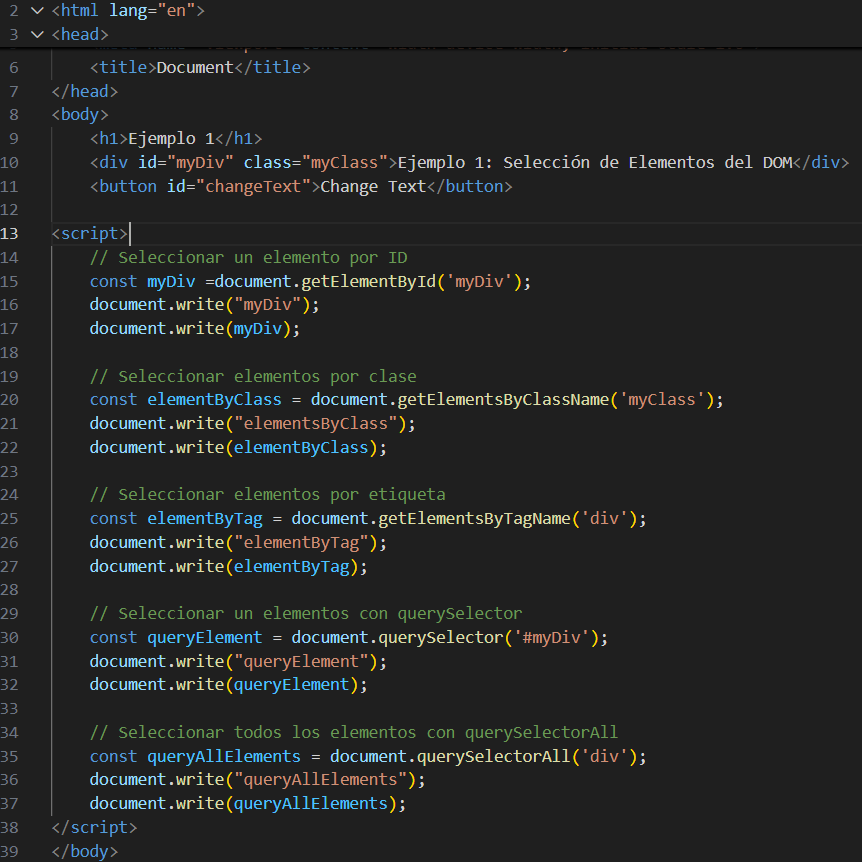 2 <html lang="en">
3 <head>
6 <title>Document</title>
7 </head>
8 <body>
9 <h1>Ejemplo 1</h1>
10 <div id="myDiv" class="myClass">Ejemplo 1: Selección de Elementos del DOM</div>
11 <button id="changeText">Change Text</button>
12
13 <script>
14 // Seleccionar un elemento por ID
15 const myDiv =document.getElementById('myDiv');
16 document.write("myDiv");
17 document.write(myDiv);
18
19 // Seleccionar elementos por clase
20 const elementByClass = document.getElementsByClassName('myClass');
21 document.write("elementsByClass");
22 document.write(elementByClass);
23
24 // Seleccionar elementos por etiqueta
25 const elementByTag = document.getElementsByTagName('div');
26 document.write("elementByTag");
27 document.write(elementByTag);
28
29 // Seleccionar un elementos con querySelector
30 const queryElement = document.querySelector('#myDiv');
31 document.write("queryElement");
32 document.write(queryElement);
33
34 // Seleccionar todos los elementos con querySelectorAll
35 const queryAllElements = document.querySelectorAll('div');
36 document.write("queryAllElements");
37 document.write(queryAllElements);
38 </script>
39 </body>